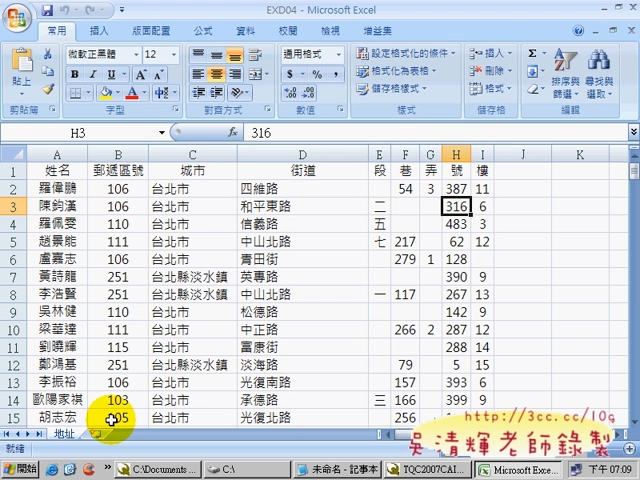 EXD04 - Microsoft Excel
常用 插入 版面配置 公式 資料 校閱 檢視 增益集
微軟正黑體 12 設定格式化的條件 插入
B I U 格式化為表格 刪除
貼上 $ % , 儲存格樣式 格式 排序與篩選 尋找與選取
剪貼簿 字型 對齊方式 數值 樣式 儲存格 編輯
H3 fx 316
A B C D E F G H I J K
1 姓名 郵遞區號 城市 街道 段 巷 弄 號 樓
2 羅偉鵬 106 台北市 四維路 54 3 387 11
3 陳鈞漢 106 台北市 和平東路 二 316 6
4 羅佩雯 110 台北市 信義路 五 483 3
5 趙景能 111 台北市 中山北路 七 217 62 12
6 盧嘉志 106 台北市 青田街 279 1 128
7 黃詩龍 251 台北縣淡水鎮 英專路 390 9
8 李浩賢 251 台北縣淡水鎮 中山北路 一 117 267 13
9 吳林健 110 台北市 松德路 142 9
10 梁華達 111 台北市 中正路 266 2 287 12
11 劉曉輝 115 台北市 富康街 288 14
12 鄭鴻基 251 台北縣淡水鎮 淡海路 79 5 15
13 李振裕 106 台北市 光復南路 157 393 6
14 歐陽家祺 103 台北市 承德路 三 166 399 9
15 胡志宏 105 台北市 光復北路 256
http://3cc.cc/10g
吳清輝老師錄製
地址
就緒
開始 C:\Documents ... C:\ 未命名 - 記事本 TQC2007CAI... Microsoft Exce... 下午 07:09